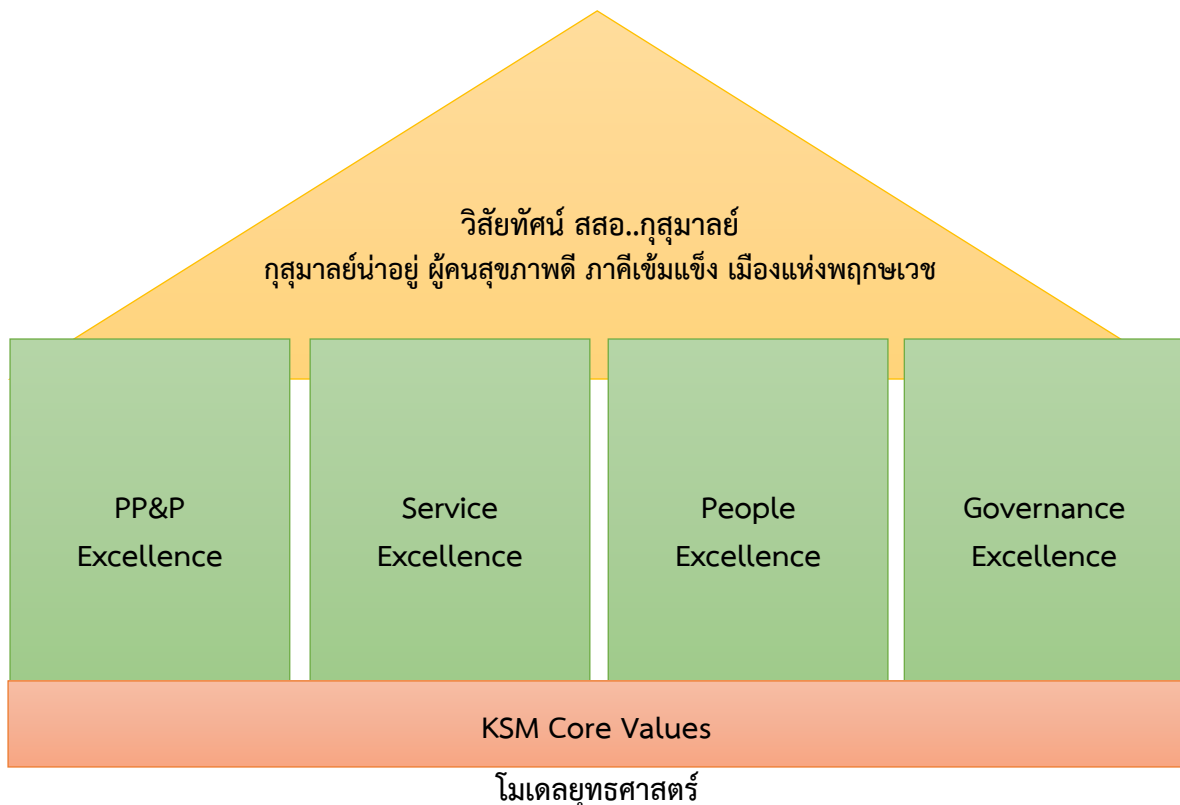 วิสัยทัศน์ สสอ..กุสุมาลย์
กุสุมาลย์น่าอยู่ ผู้คนสุขภาพดี ภาคีเข้มแข็ง เมืองแห่งพฤกษเวช
PP&P
Excellence
Service
Excellence
People
Excellence
Governance
Excellence
KSM Core Values
โมเดลยุทธศาสตร์